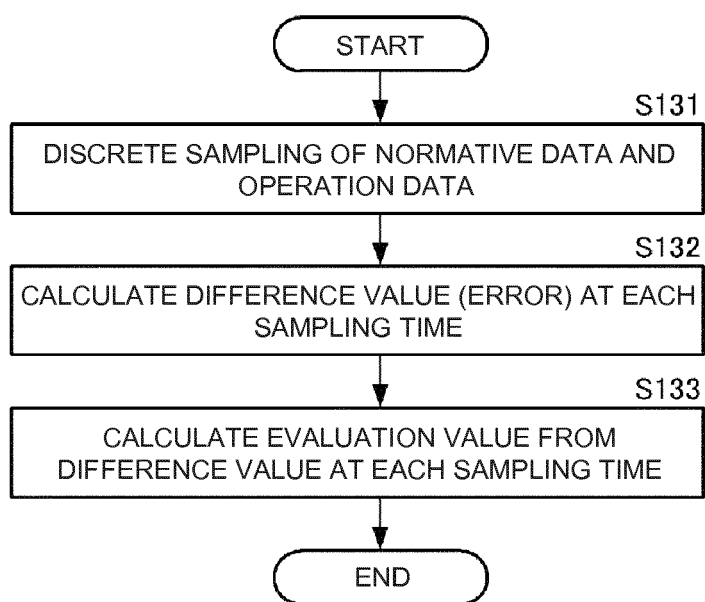 START
S131
DISCRETE SAMPLING OF NORMATIVE DATA AND
OPERATION DATA
S132
CALCULATE DIFFERENCE VALUE (ERROR) AT EACH
SAMPLING TIME
S133
CALCULATE EVALUATION VALUE FROM
DIFFERENCE VALUE AT EACH SAMPLING TIME
END